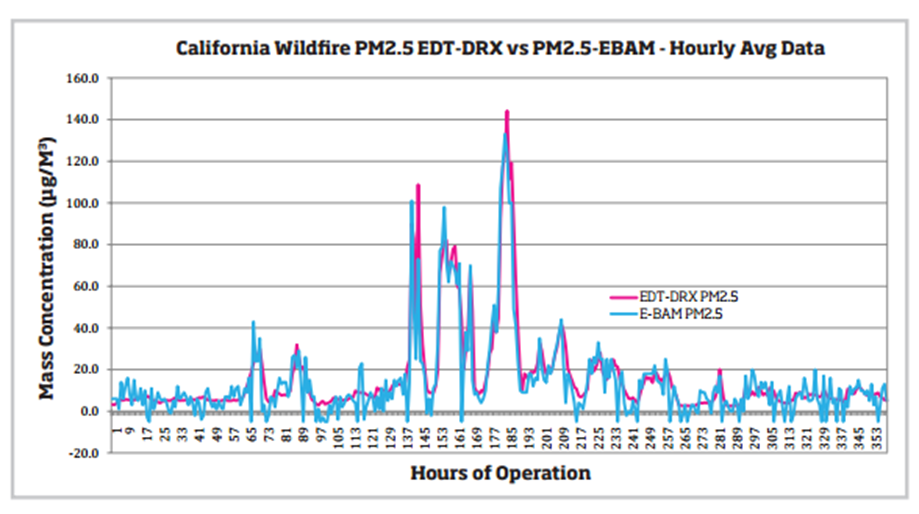 California Wildfire PM2.5 EDT-DRX vs PM2.5-EBAM - Hourly Avg Data
160.0
140.0
120.0
100.0
80.0
60.0
40.0
20.0
0.0
-20.0
Mass Concentration (µg/M³)
EDT-DRX PM2.5
E-BAM PM2.5
1 9 17 25 33 41 49 57 65 73 81 89 97 105 113 121 129 137 145 153 161 169 177 185 193 201 209 217 225 233 241 249 257 265 273 281 289 297 305 313 321 329 337 345 353
Hours of Operation